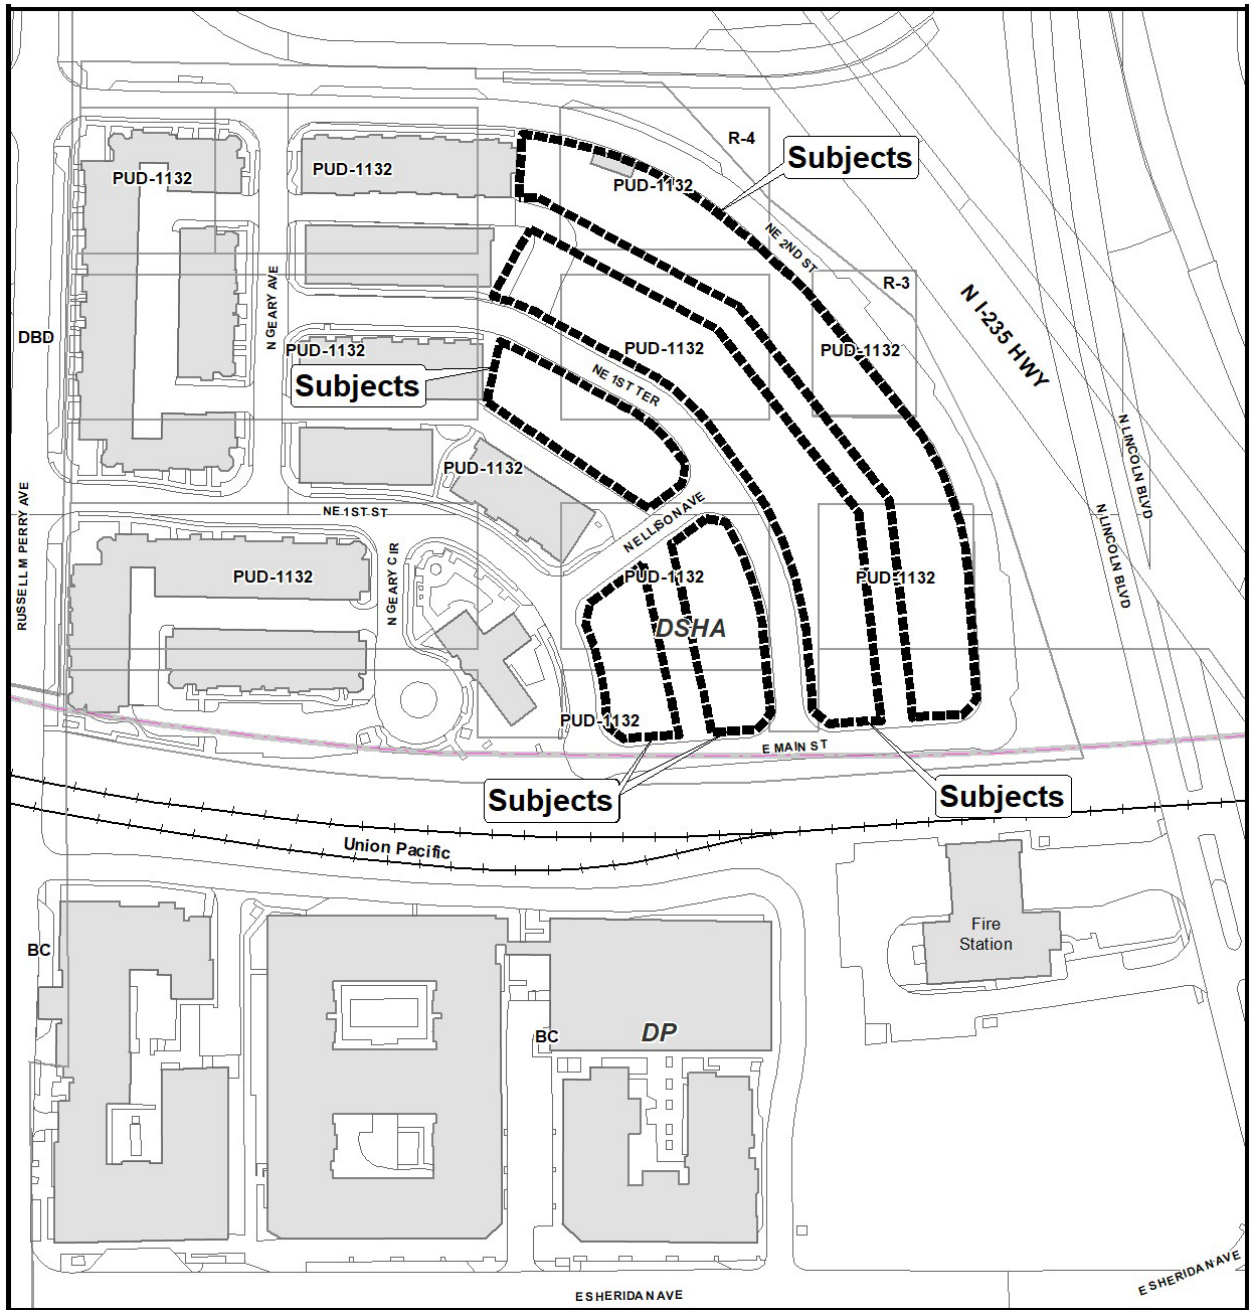 R-4
Subjects
PUD-1132
PUD-1132
PUD-1132
NE 2ND ST
R-3
N GEARY AVE
N I-235 HWY
DBD
PUD-1132
PUD-1132
PUD-1132
Subjects
NE 1ST TER
N LINCOLN BLVD
PUD-1132
RUSSELL M PERRY AVE
NE 1ST ST
N ELLISON AVE
N LINCOLN BLVD
N GEARY CIR
PUD-1132
PUD-1132
PUD-1132
DSHA
PUD-1132
E MAIN ST
Subjects
Subjects
Union Pacific
Fire
Station
BC
BC
DP
E SHERIDAN AVE
E SHERIDAN AVE